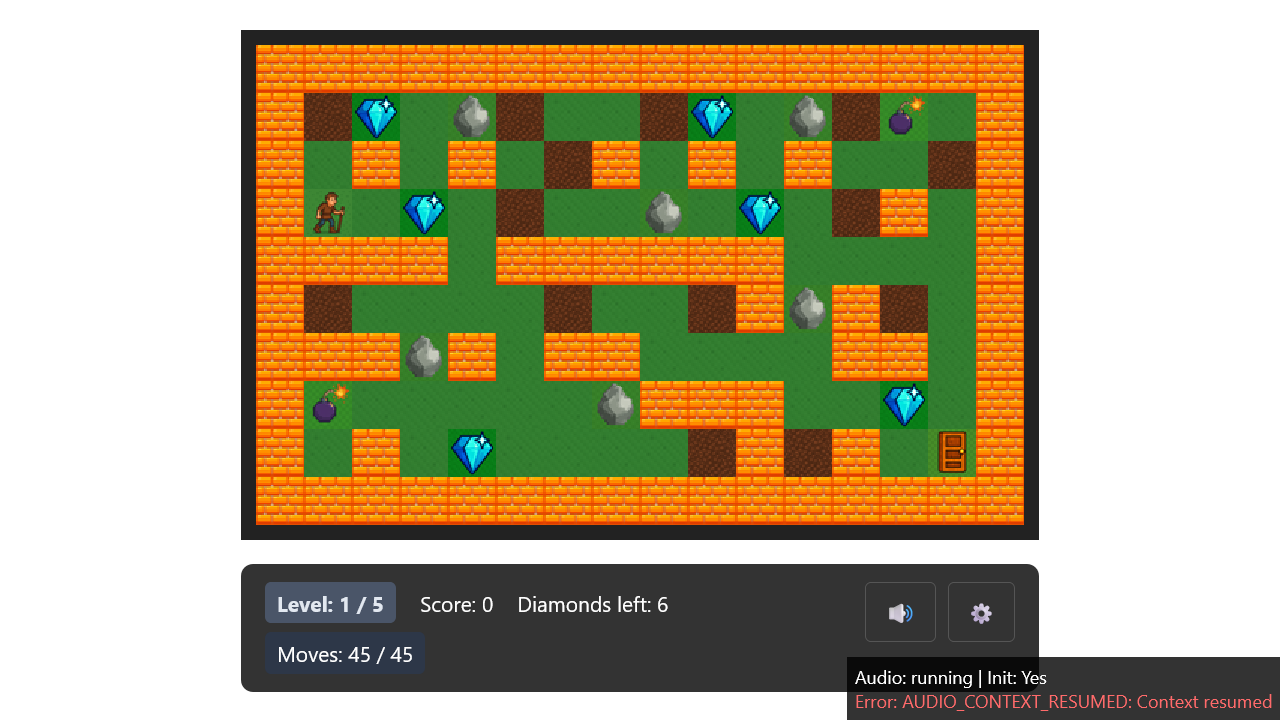 Level: 1 / 5
Score: 0
Diamonds left: 6
Moves: 45 / 45
Audio: running | Init: Yes
Error: AUDIO_CONTEXT_RESUMED: Context resumed